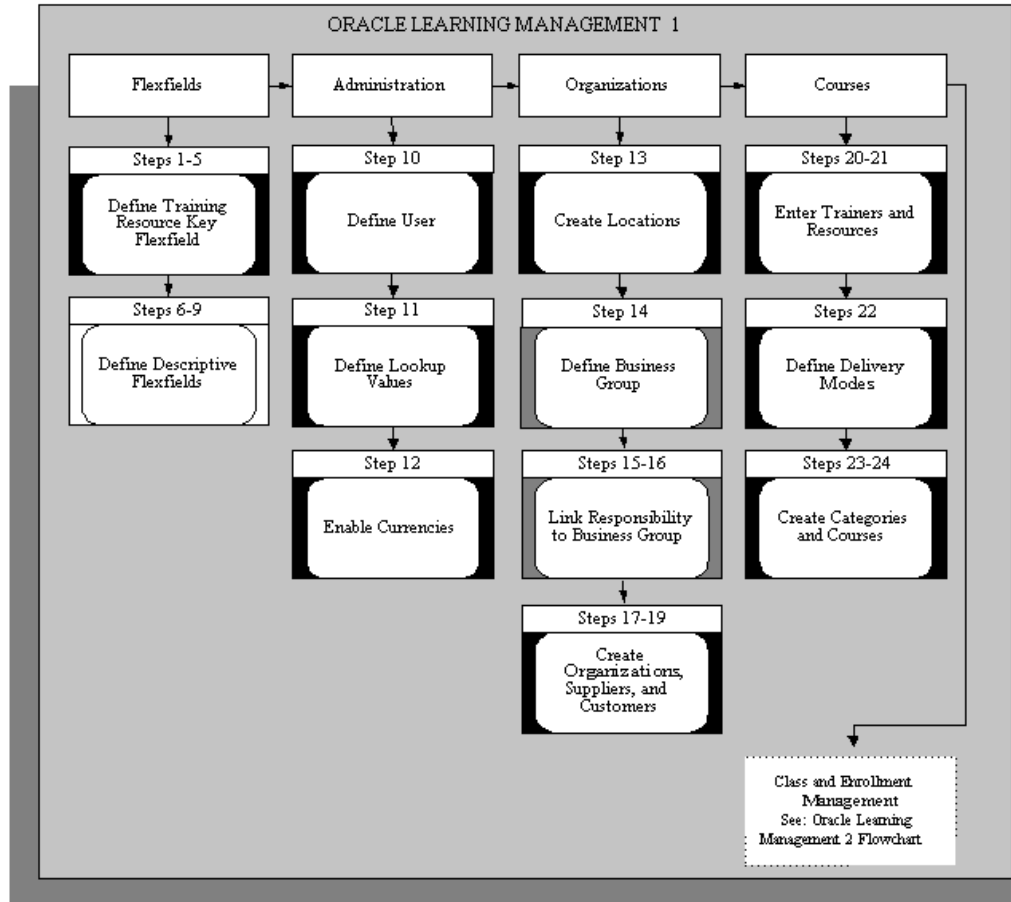 ORACLE LEARNING MANAGEMENT 1
Flexfields
Administration
Organizations
Courses
Steps 1-5
Define Training
Resource Key
Flexfield
Steps 6-9
Define Descriptive
Flexfields
Step 10
Define User
Step 11
Define Lookup
Values
Step 12
Enable Currencies
Step 13
Create Locations
Step 14
Define Business
Group
Steps 15-16
Link Responsibility
to Business Group
Steps 17-19
Create
Organizations,
Suppliers, and
Customers
Steps 20-21
Enter Trainers and
Resources
Steps 22
Define Delivery
Modes
Steps 23-24
Create Categories
and Courses
Class and Enrollment
Management
See: Oracle Learning
Management 2 Flowchart